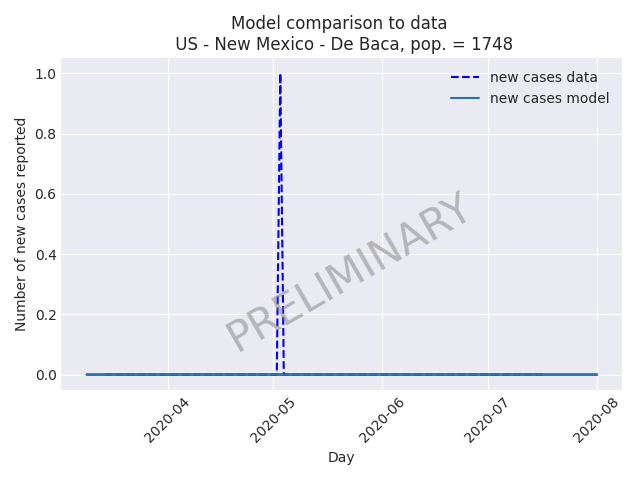 Model comparison to data
US - New Mexico - De Baca, pop. = 1748
new cases data
new cases model
Number of new cases reported
1.0
0.8
0.6
0.4
0.2
0.0
PRELIMINARY
2020-04
2020-05
2020-06
2020-07
2020-08
Day